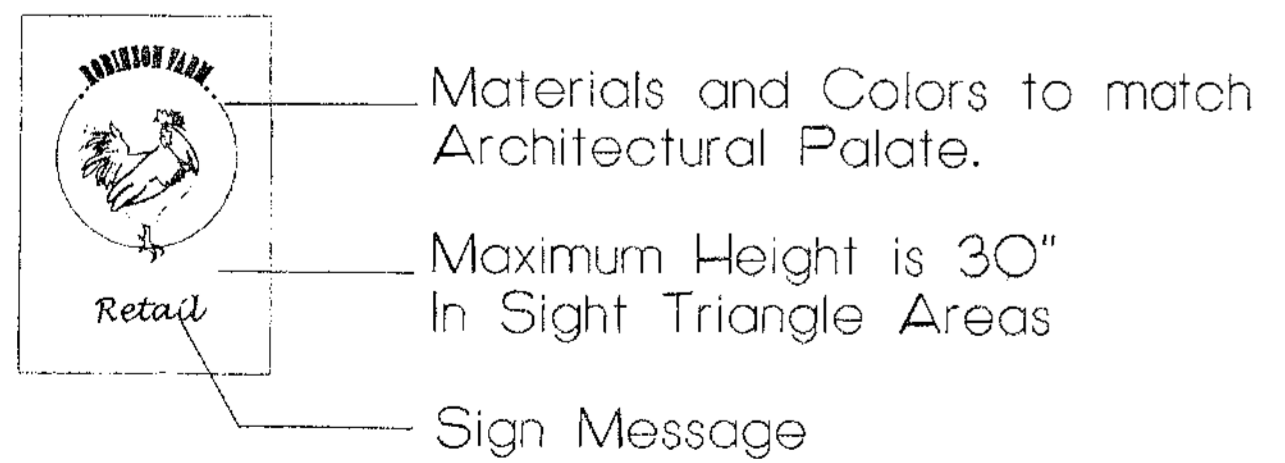 ROBINSON FARM
Materials and Colors to match
Architectural Palate.
Maximum Height is 30"
In Sight Triangle Areas
Retail
Sign Message